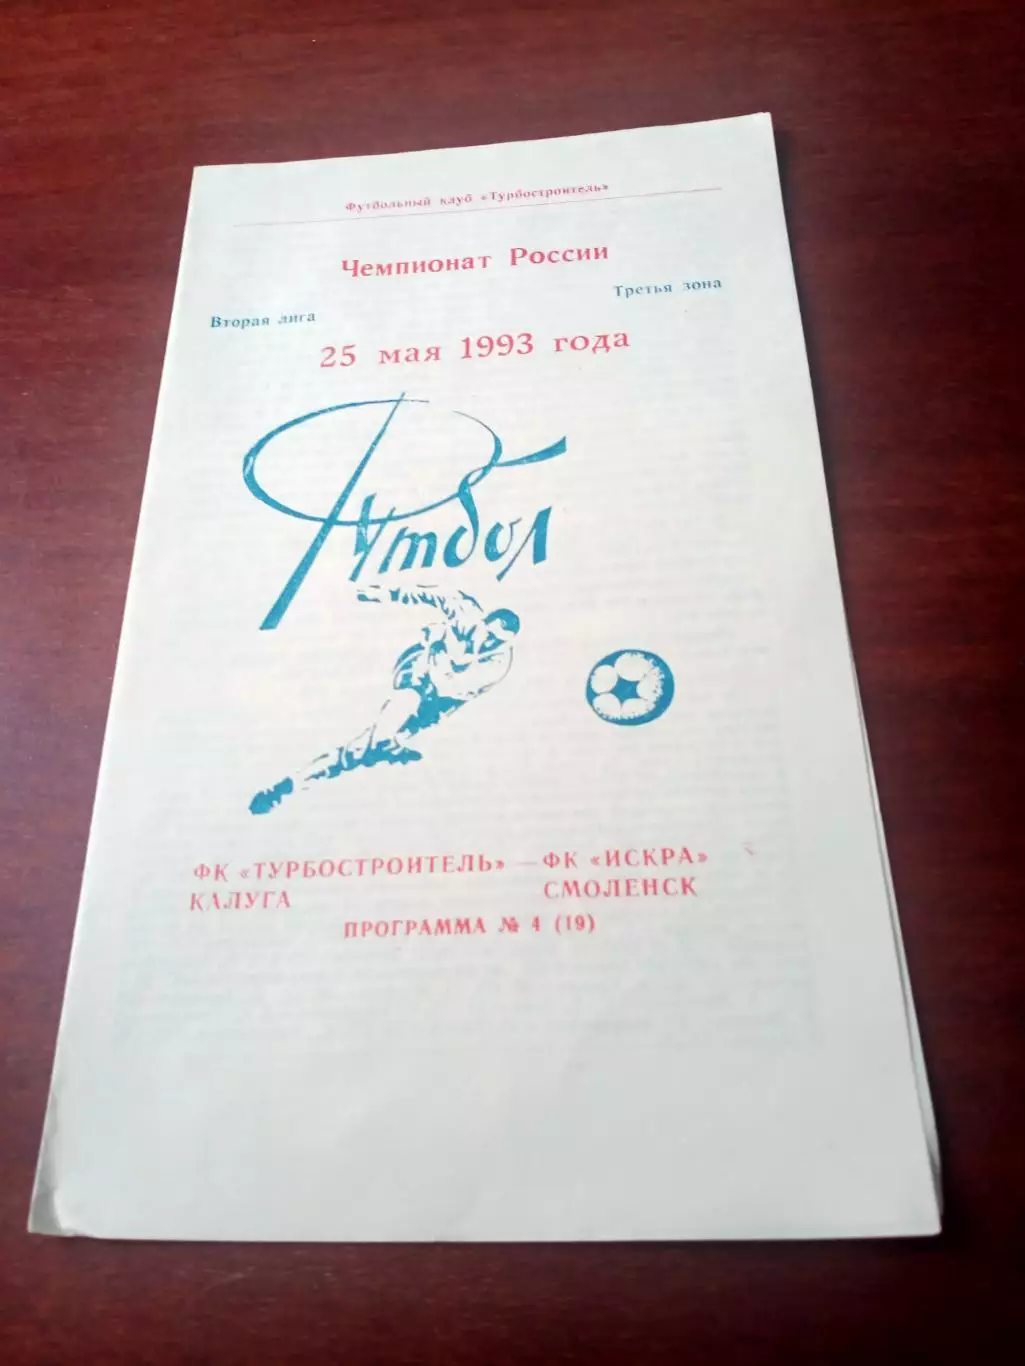 Футбольный клуб «Турбостроитель»
Чемпионат России
Вторая лига
Третья зона
25 мая 1993 года
Футбол
ФК «ТУРБОСТРОИТЕЛЬ» — ФК «ИСКРА»
КАЛУГА СМОЛЕНСК
ПРОГРАММА № 4 (19)